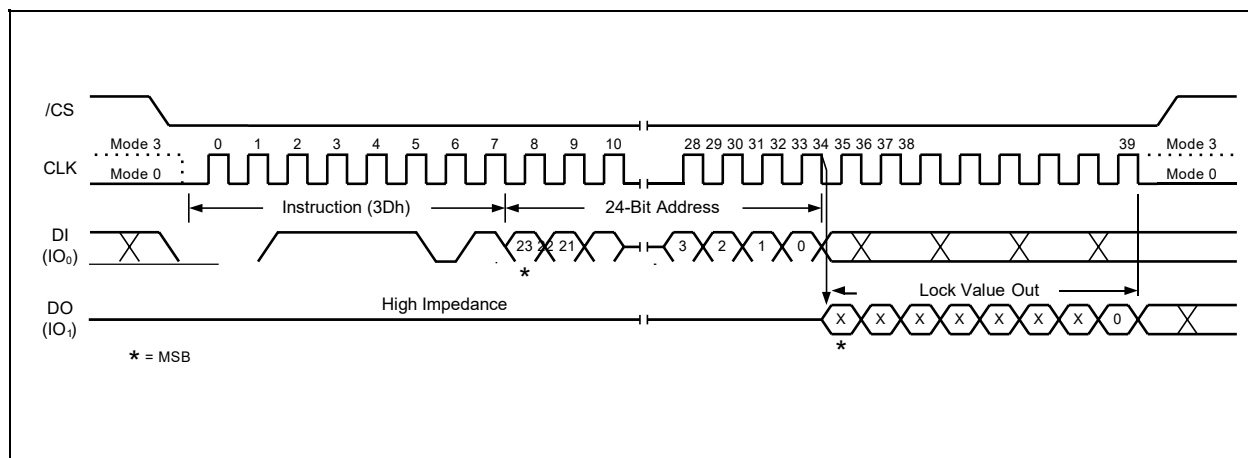 /CS
Mode 3 0 1 2 3 4 5 6 7 8 9 10 28 29 30 31 32 33 34 35 36 37 38 39 Mode 3
CLK Mode 0 Mode 0
Instruction (3Dh) 24-Bit Address
DI 23 22 21 3 2 1 0
(IO₀)
*
Lock Value Out
High Impedance
DO X X X X X X X 0
(IO₁)
*
* = MSB